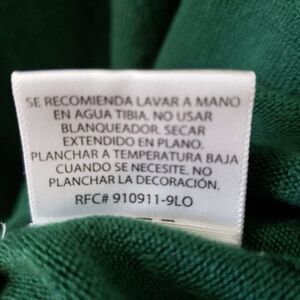 SE RECOMIENDA LAVAR A MANO
EN AGUA TIBIA. NO USAR
BLANQUEADOR. SECAR
EXTENDIDO EN PLANO.
PLANCHAR A TEMPERATURA BAJA
CUANDO SE NECESITE. NO
PLANCHAR LA DECORACIÓN.
RFC# 910911-9LO